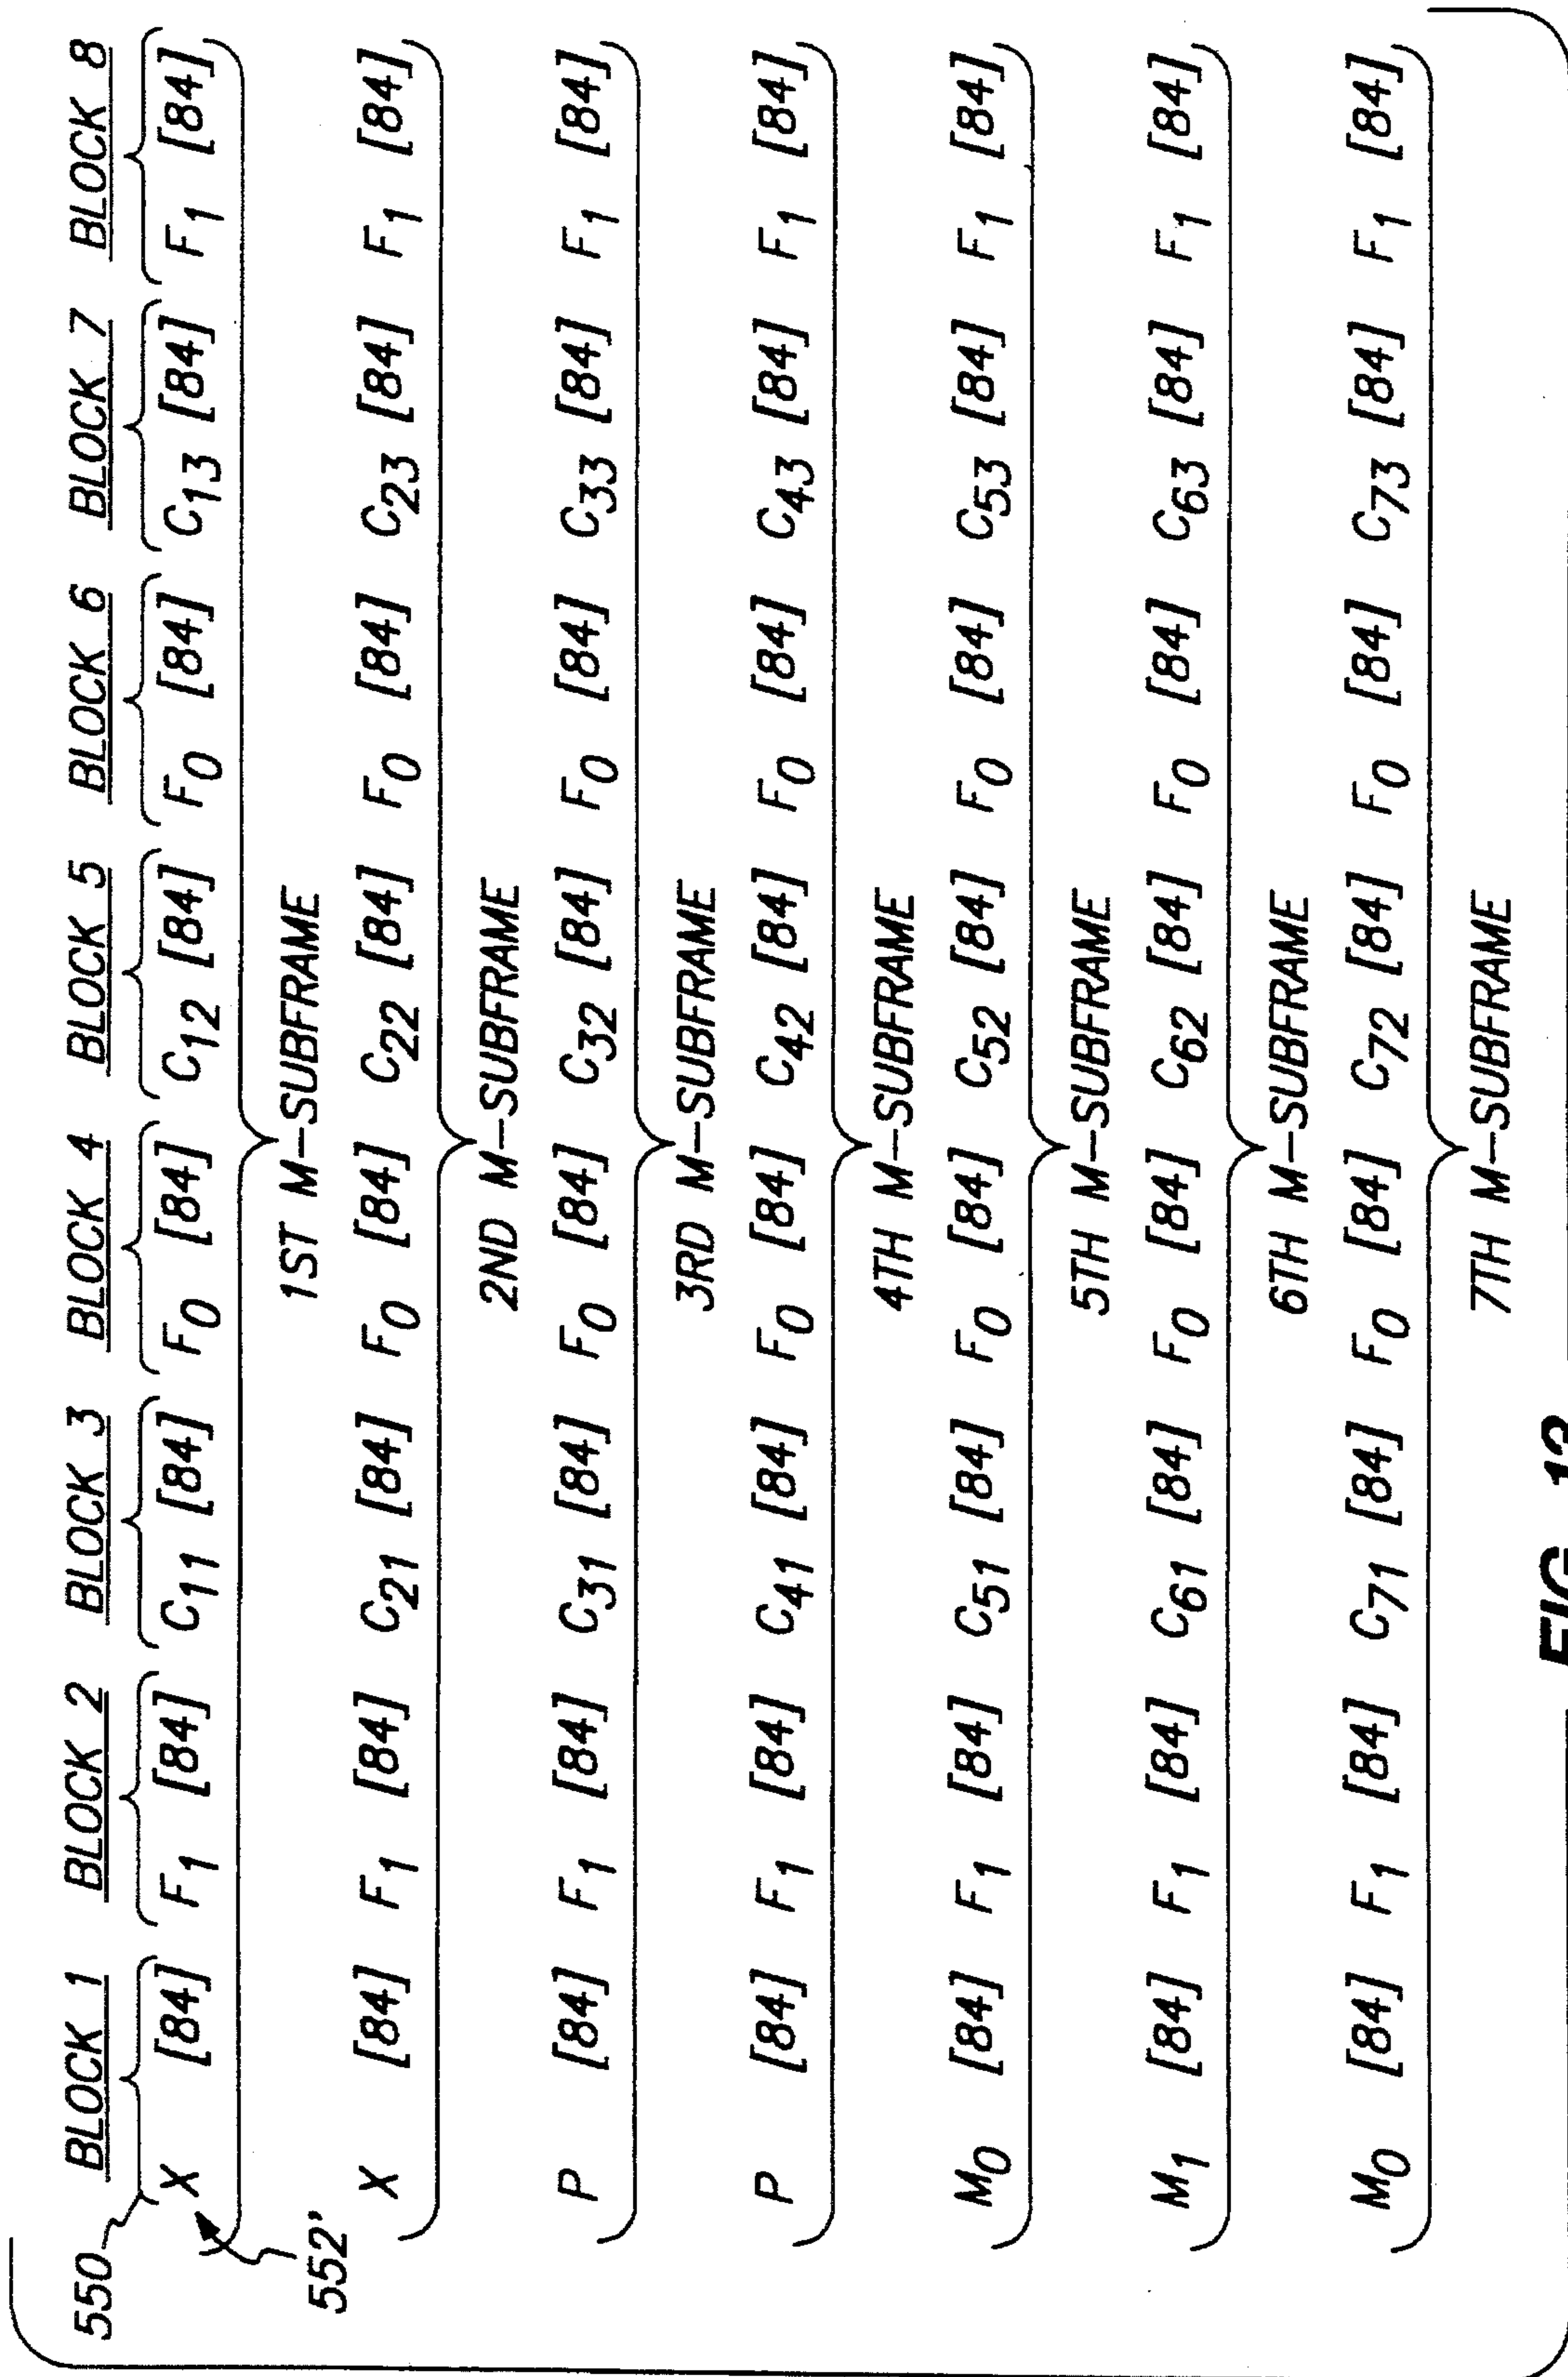 BLOCK 1 BLOCK 2 BLOCK 3 BLOCK 4 BLOCK 5 BLOCK 6 BLOCK 7 BLOCK 8
550
X [84] F1 [84] C11 [84] F0 [84] C12 [84] F0 [84] C13 [84] F1 [84]
552'
1ST M-SUBFRAME
X [84] F1 [84] C21 [84] F0 [84] C22 [84] F0 [84] C23 [84] F1 [84]
2ND M-SUBFRAME
P [84] F1 [84] C31 [84] F0 [84] C32 [84] F0 [84] C33 [84] F1 [84]
3RD M-SUBFRAME
P [84] F1 [84] C41 [84] F0 [84] C42 [84] F0 [84] C43 [84] F1 [84]
4TH M-SUBFRAME
M0 [84] F1 [84] C51 [84] F0 [84] C52 [84] F0 [84] C53 [84] F1 [84]
5TH M-SUBFRAME
M1 [84] F1 [84] C61 [84] F0 [84] C62 [84] F0 [84] C63 [84] F1 [84]
6TH M-SUBFRAME
M0 [84] F1 [84] C71 [84] F0 [84] C72 [84] F0 [84] C73 [84] F1 [84]
7TH M-SUBFRAME
FIG.